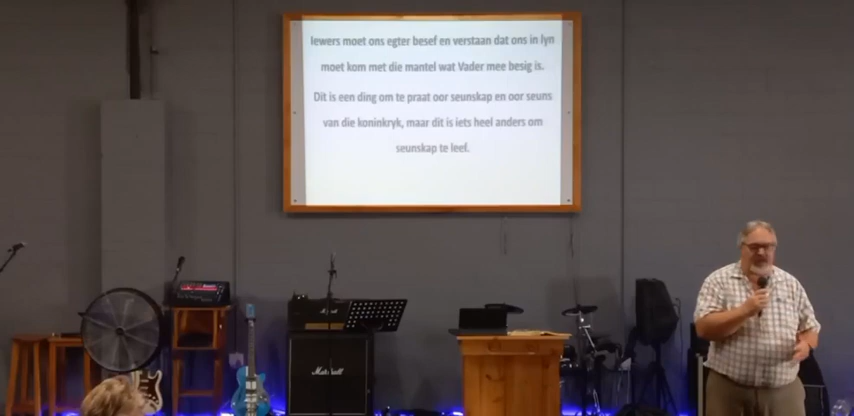 Iewers moet ons egter besef en verstaan dat ons in lyn
moet kom met die mantel wat Vader mee besig is.
Dit is een ding om te praat oor seunskap en oor seuns
van die koninkryk, maar dit is iets heel anders om
seunskap te leef.
Marshall